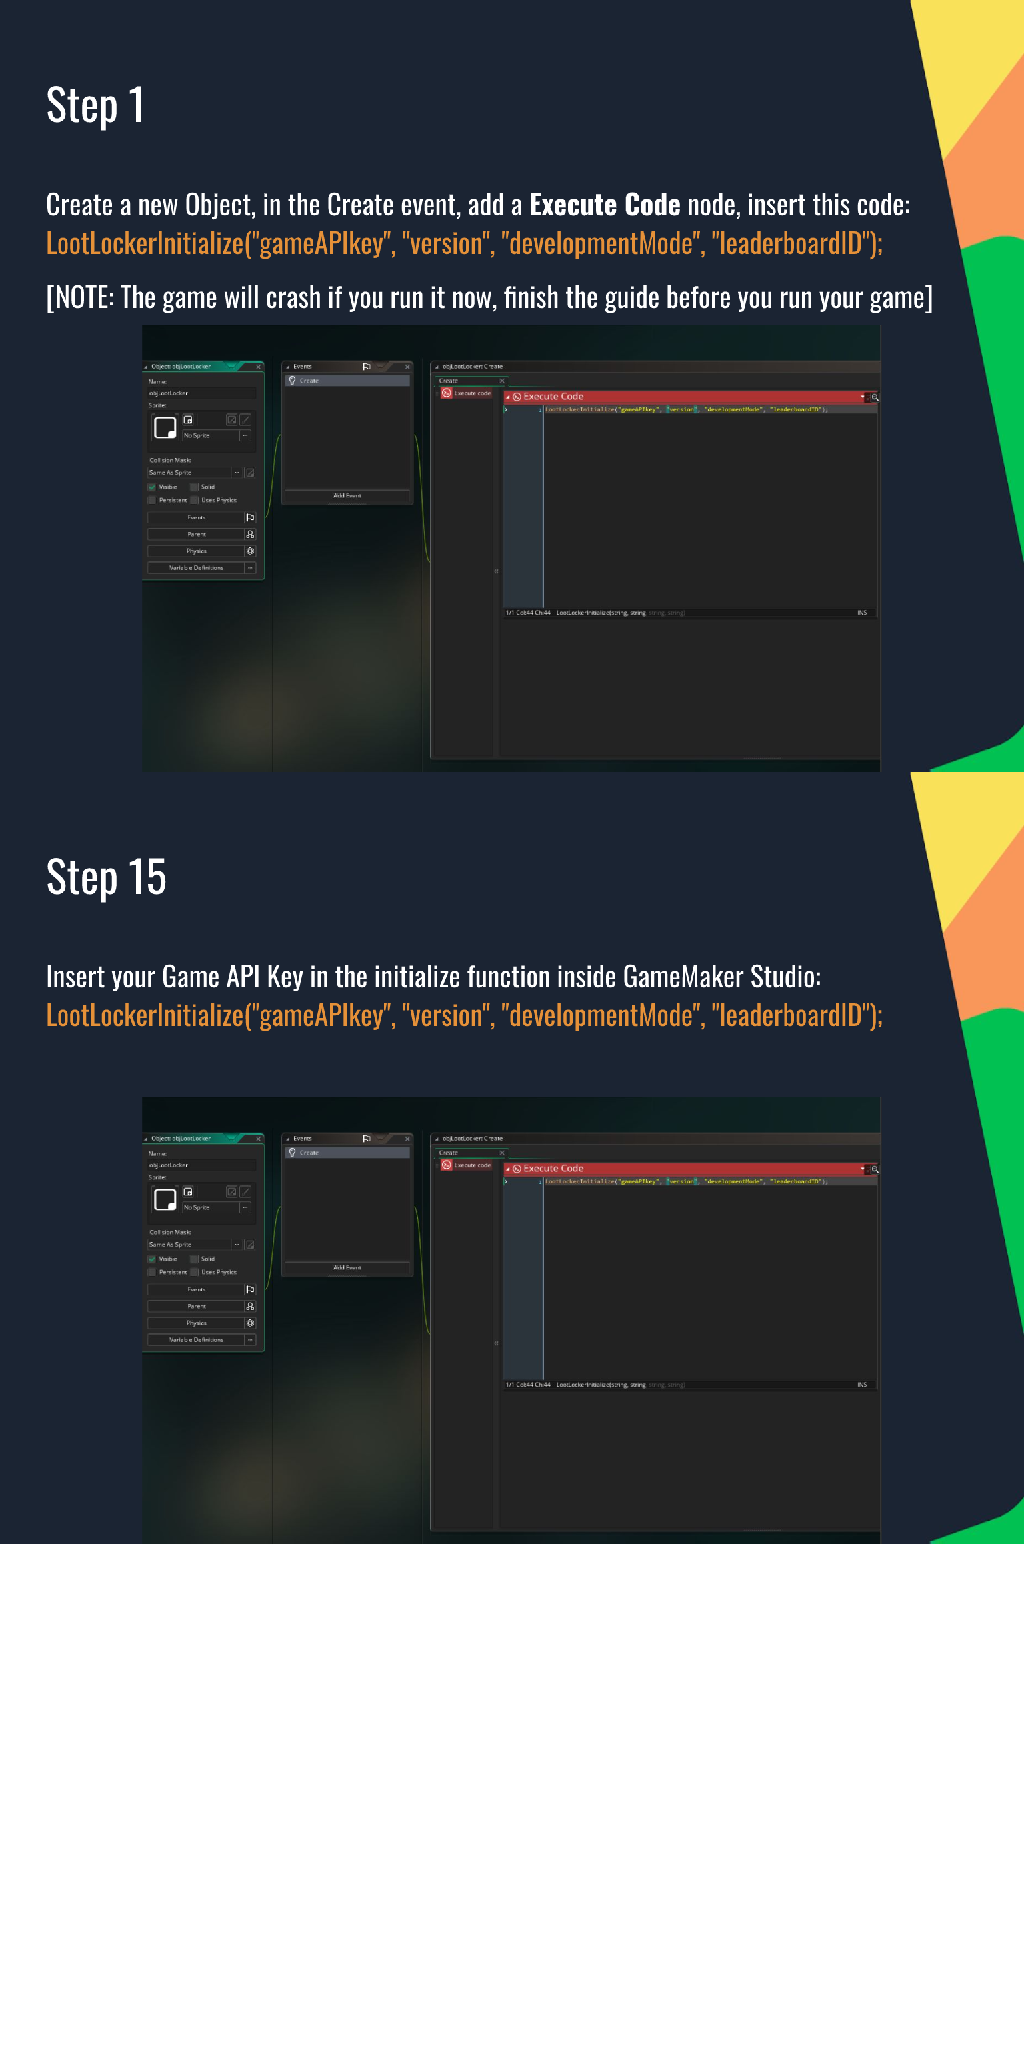 Step 1
Create a new Object, in the Create event, add a Execute Code node, insert this code:
LootLockerInitialize("gameAPIkey", "version", "developmentMode", "leaderboardID");
[NOTE: The game will crash if you run it now, finish the guide before you run your game]
Object: objLootLocker
Name:
objLootLocker
Sprite:
No Sprite
Collision Mask:
Same As Sprite
Visible
Solid
Persistent
Uses Physics
Events
Parent
Physics
Variable Definitions
Events
Create
Add Event
objLootLocker: Create
Create
Execute code
Execute Code
1
LootLockerInitialize("gameAPIkey", "version", "developmentMode", "leaderboardID");
1/1 Col:44 Ch:44 LootLockerInitialize(string, string, string, string)
INS
Step 15
Insert your Game API Key in the initialize function inside GameMaker Studio:
LootLockerInitialize("gameAPIkey", "version", "developmentMode", "leaderboardID");
Object: objLootLocker
Name:
objLootLocker
Sprite:
No Sprite
Collision Mask:
Same As Sprite
Visible
Solid
Persistent
Uses Physics
Events
Parent
Physics
Variable Definitions
Events
Create
Add Event
objLootLocker: Create
Create
Execute code
Execute Code
1
LootLockerInitialize("gameAPIkey", "version", "developmentMode", "leaderboardID");
1/1 Col:44 Ch:44 LootLockerInitialize(string, string, string, string)
INS